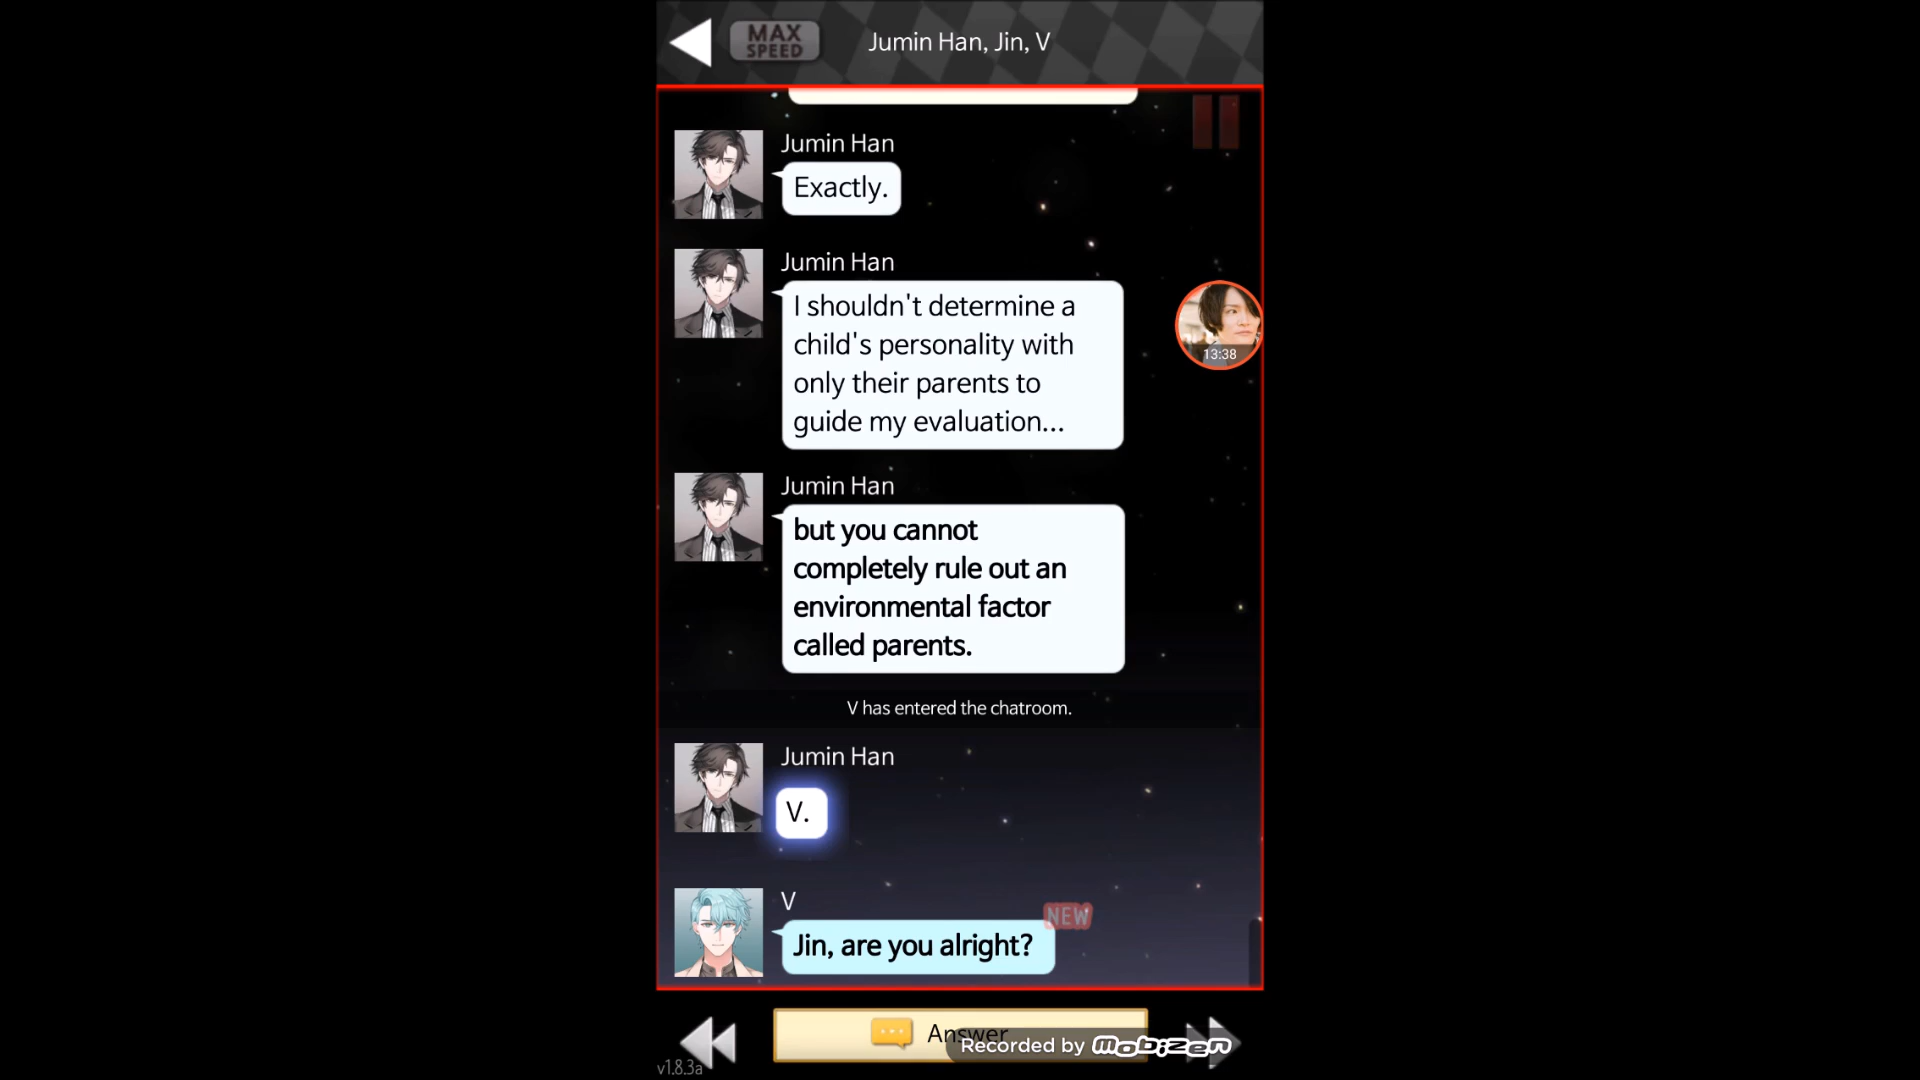 MAX
SPEED
Jumin Han, Jin, V
Jumin Han
Exactly.
Jumin Han
I shouldn't determine a
child's personality with
only their parents to
guide my evaluation...
13:38
Jumin Han
but you cannot
completely rule out an
environmental factor
called parents.
V has entered the chatroom.
Jumin Han
V.
V
NEW
Jin, are you alright?
Answer
Recorded by Mobizen
v1.8.3a